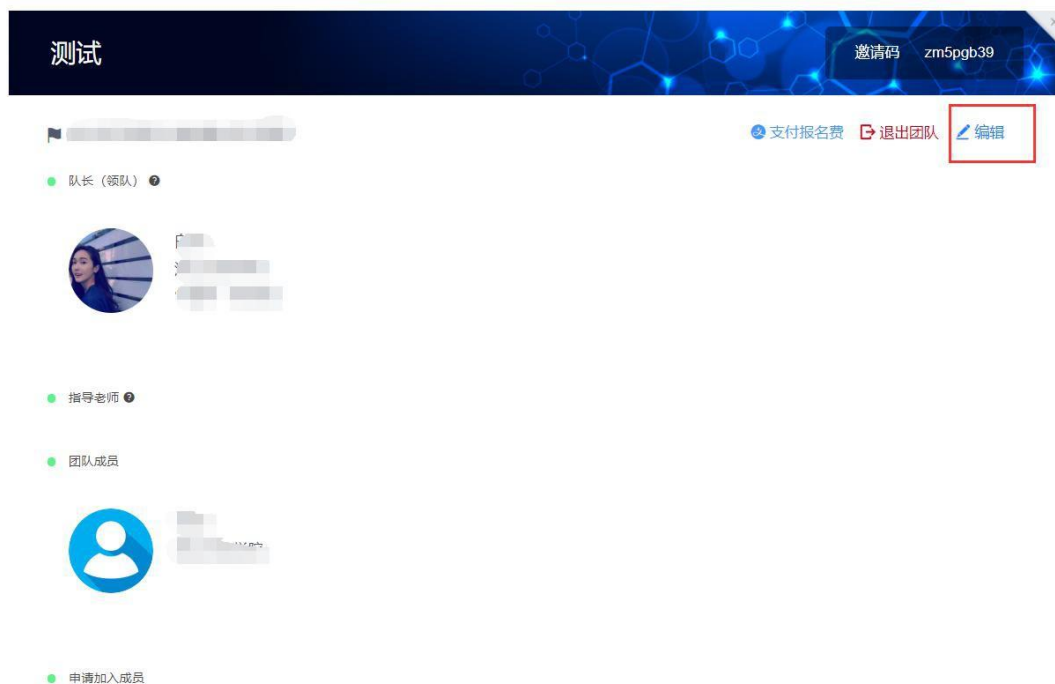 测试
邀请码 zm5pgb39
支付报名费 退出团队 编辑
队长（领队）
指导老师
团队成员
申请加入成员